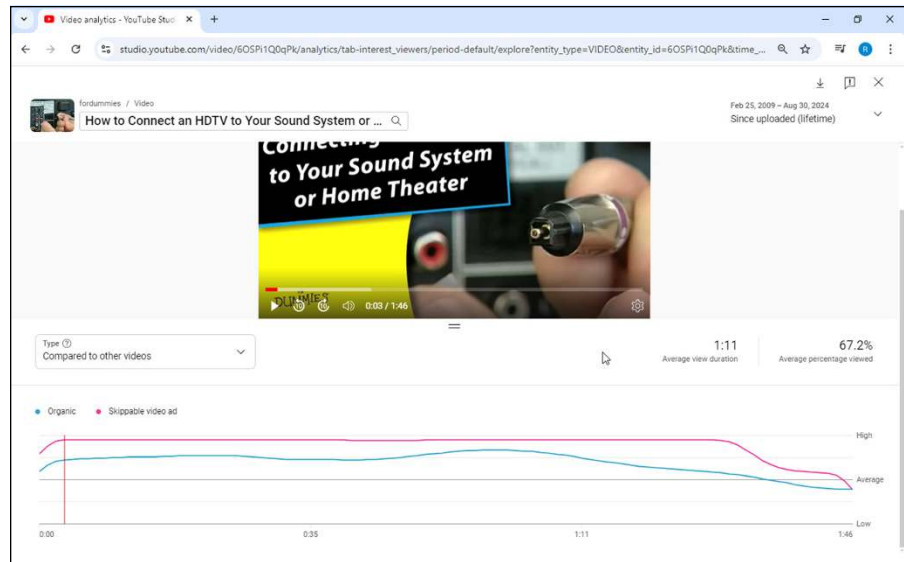 Video analytics - YouTube Stud
studio.youtube.com/video/6OSPi1Q0qPk/analytics/tab-interest_viewers/period-default/explore?entity_type=VIDEO&entity_id=6OSPi1Q0qPk&time_...
R
fordummies / Video
How to Connect an HDTV to Your Sound System or ...
Feb 25, 2009 – Aug 30, 2024
Since uploaded (lifetime)
Connecting
to Your Sound System
or Home Theater
DUMMIES
10 10 0:03 / 1:46
Type
Compared to other videos
1:11
Average view duration
67.2%
Average percentage viewed
Organic Skippable video ad
High
Average
Low
0:00 0:35 1:11 1:46